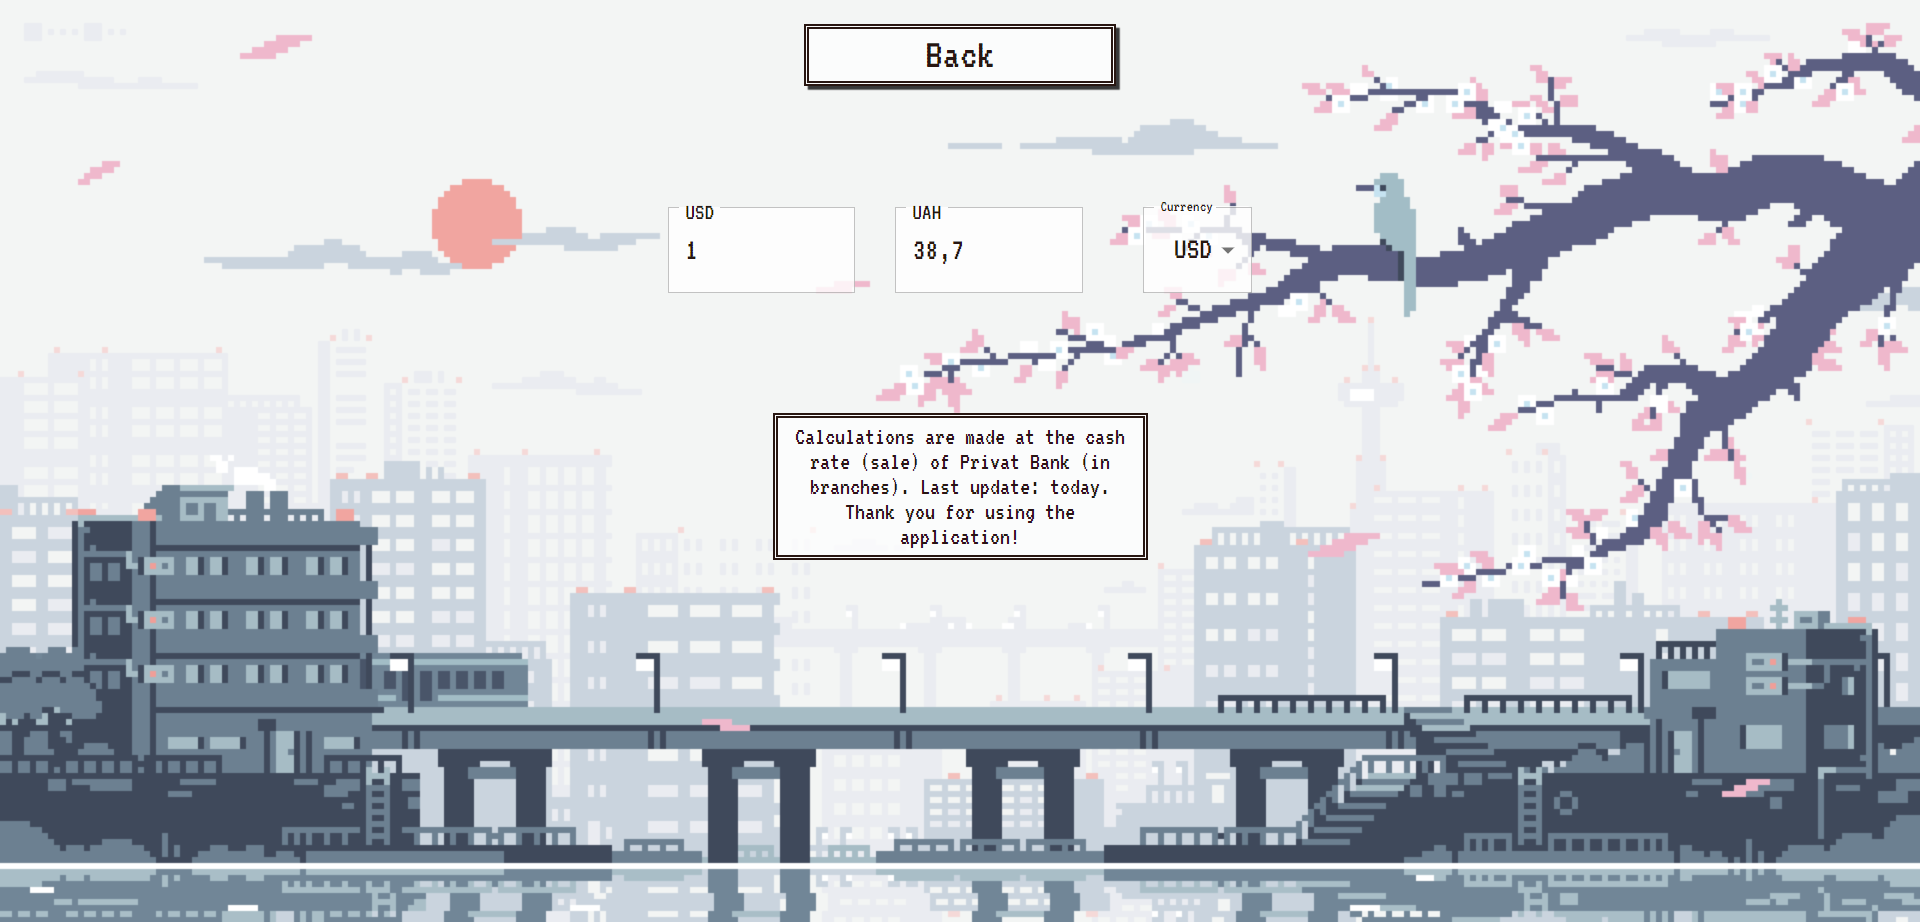 Back
USD
1
UAH
38,7
Currency
USD
Calculations are made at the cash
rate (sale) of Privat Bank (in
branches). Last update: today.
Thank you for using the
application!